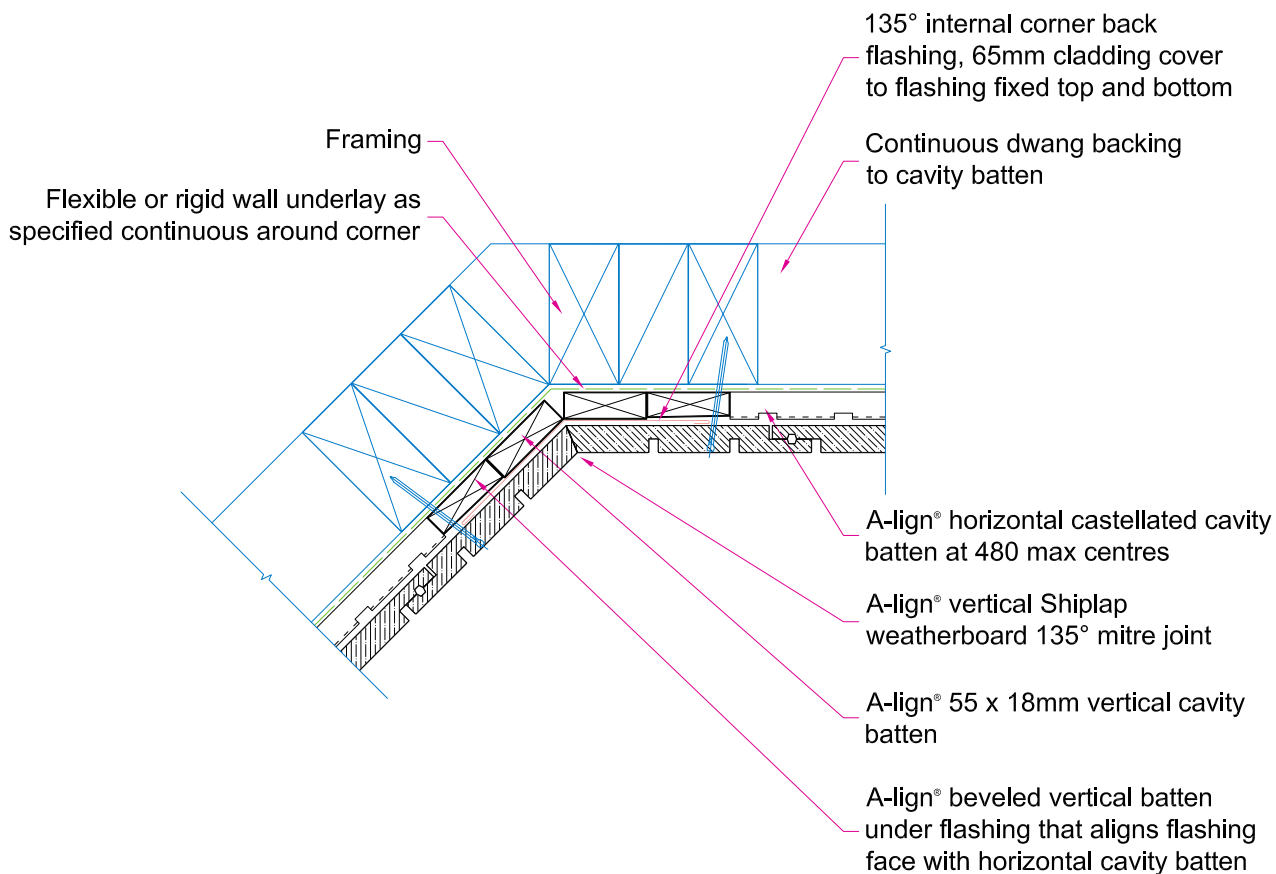 135° internal corner back
flashing, 65mm cladding cover
to flashing fixed top and bottom
Framing
Continuous dwang backing
to cavity batten
Flexible or rigid wall underlay as
specified continuous around corner
A-lign® horizontal castellated cavity
batten at 480 max centres
A-lign® vertical Shiplap
weatherboard 135° mitre joint
A-lign® 55 x 18mm vertical cavity
batten
A-lign® beveled vertical batten
under flashing that aligns flashing
face with horizontal cavity batten